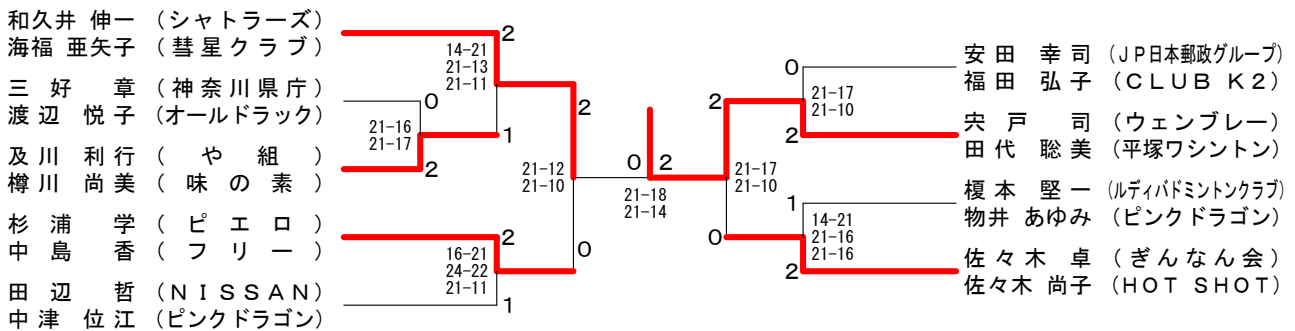 和久井 伸一 (シャトラーズ)
海福 亜矢子 (彗星クラブ)
三好 章 (神奈川県庁)
渡辺 悦子 (オールドラック)
及川 利行 (や組)
樽川 尚美 (味の素)
杉浦 学 (ピエロ)
中島 香 (フリー)
田辺 哲 (NISSAN)
中津 位江 (ピンクドラゴン)
2
14-21
21-13
21-11
1
0
21-16
21-17
2
2
16-21
24-22
21-11
1
2
21-12
21-10
0
0 2
21-18
21-14
2
21-17
21-10
0
0
21-17
21-10
2
1
14-21
21-16
21-16
2
安田 幸司 (JP日本郵政グループ)
福田 弘子 (CLUB K2)
宍戸 司 (ウェンブレー)
田代 聡美 (平塚ワシントン)
榎本 堅一 (ルディバドミントンクラブ)
物井 あゆみ (ピンクドラゴン)
佐々木 卓 (ぎんなん会)
佐々木 尚子 (HOT SHOT)